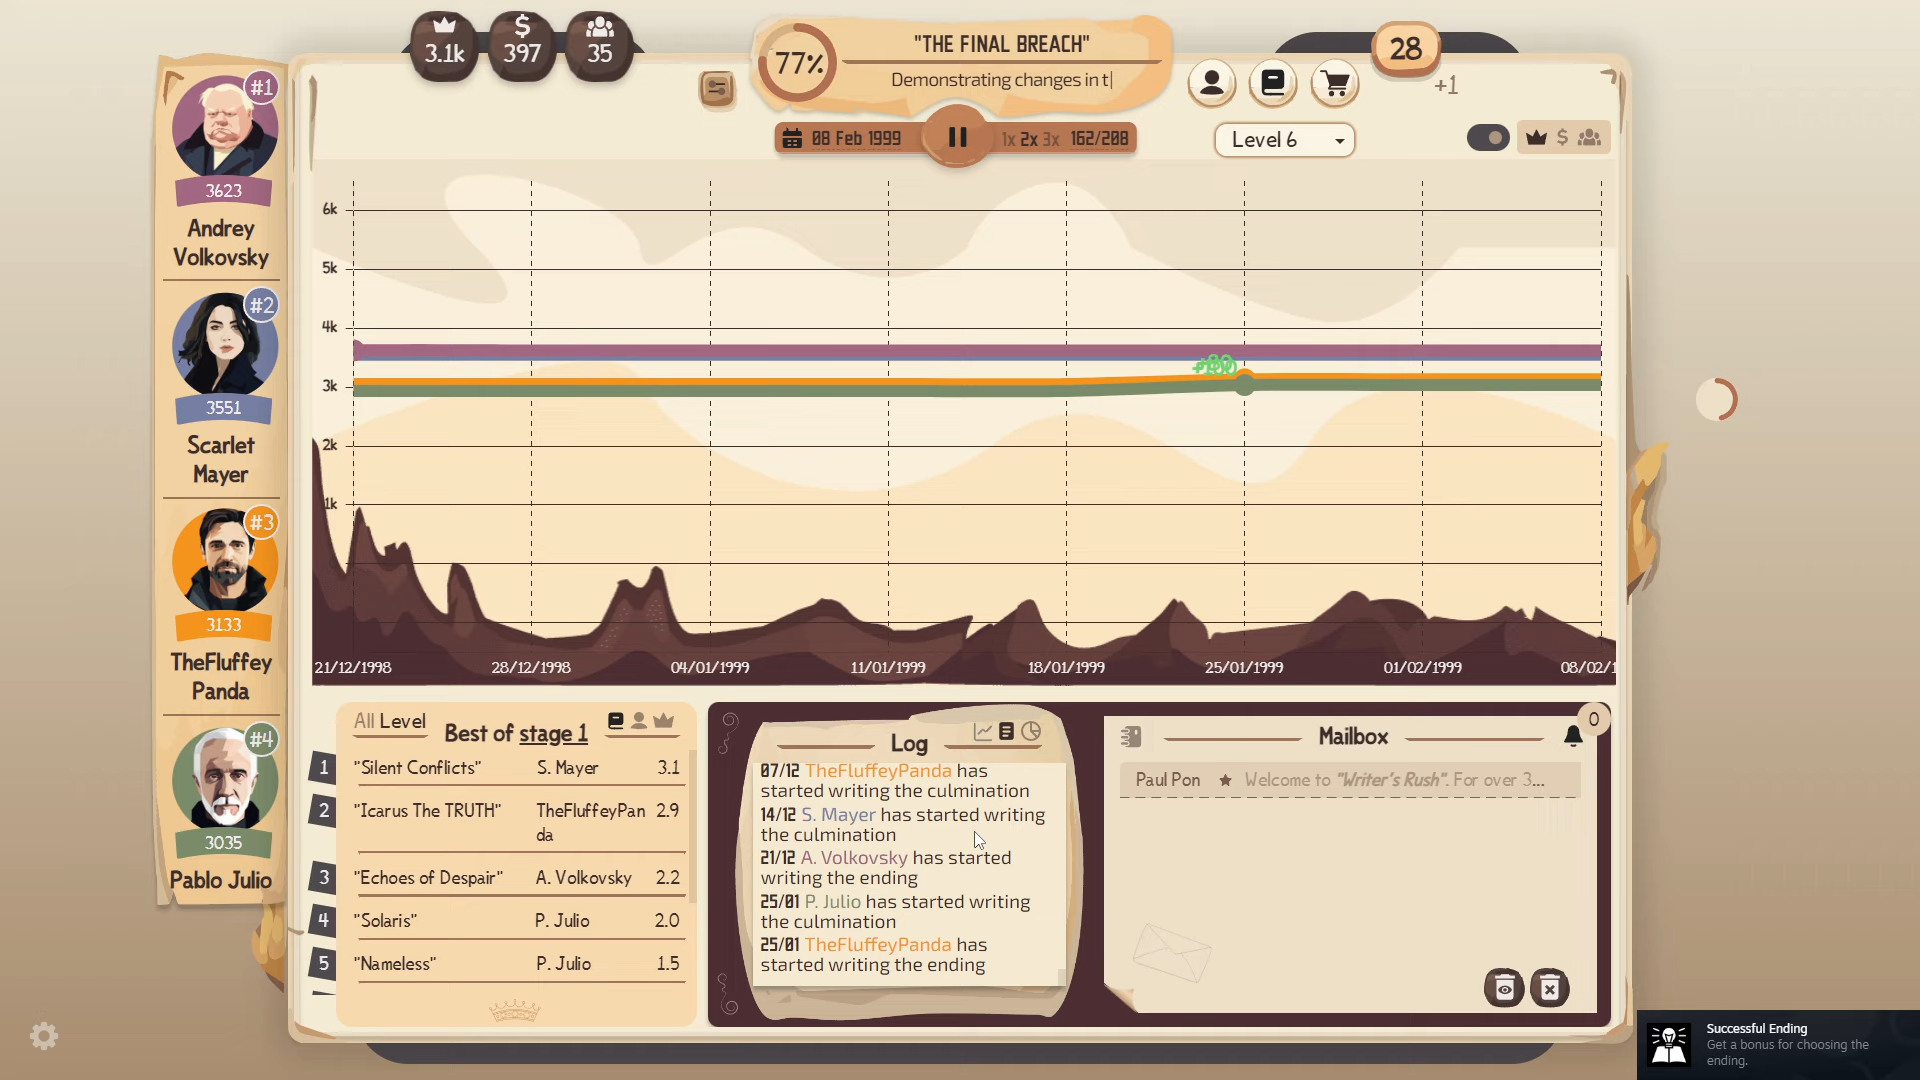 3.1k
397
35
77%
"THE FINAL BREACH"
Demonstrating changes in t
28
+1
08 Feb 1999
1x 2x 3x
162/208
Level 6
#1
3623
Andrey
Volkovsky
#2
3551
Scarlet
Mayer
#3
3133
TheFluffey
Panda
#4
3035
Pablo Julio
6k
5k
4k
3k
2k
1k
21/12/1998
28/12/1998
04/01/1999
11/01/1999
18/01/1999
25/01/1999
01/02/1999
08/02/1
All Level
Best of stage 1
1 "Silent Conflicts" S. Mayer 3.1
2 "Icarus The TRUTH" TheFluffeyPan 2.9
da
3 "Echoes of Despair" A. Volkovsky 2.2
4 "Solaris" P. Julio 2.0
5 "Nameless" P. Julio 1.5
Log
07/12 TheFluffeyPanda has
started writing the culmination
14/12 S. Mayer has started writing
the culmination
21/12 A. Volkovsky has started
writing the ending
25/01 P. Julio has started writing
the culmination
25/01 TheFluffeyPanda has
started writing the ending
Mailbox
0
Paul Pon Welcome to "Writer's Rush". For over 3...
Successful Ending
Get a bonus for choosing the
ending.